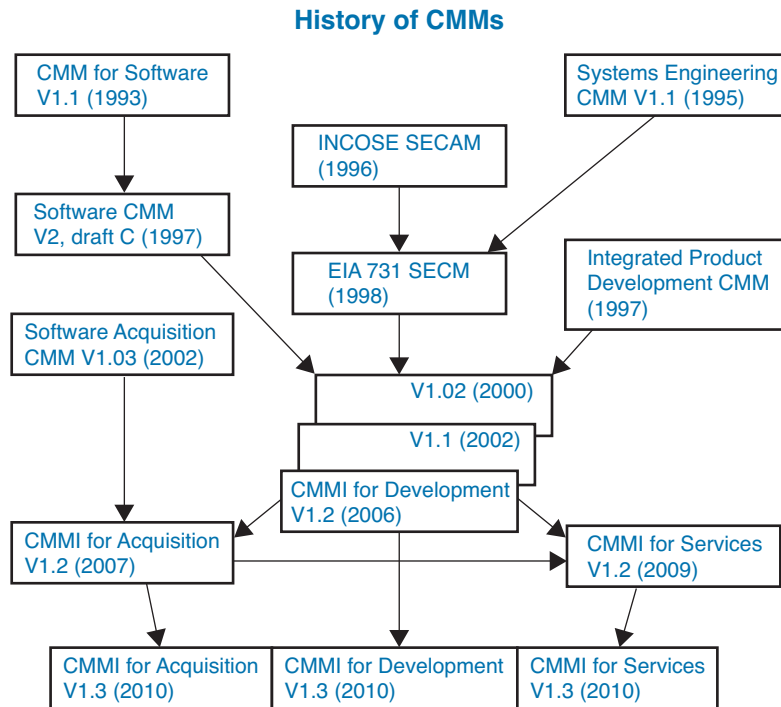 History of CMMs
CMM for Software
V1.1 (1993)
Systems Engineering
CMM V1.1 (1995)
INCOSE SECAM
(1996)
Software CMM
V2, draft C (1997)
EIA 731 SECM
(1998)
Integrated Product
Development CMM
(1997)
Software Acquisition
CMM V1.03 (2002)
V1.02 (2000)
V1.1 (2002)
CMMI for Development
V1.2 (2006)
CMMI for Acquisition
V1.2 (2007)
CMMI for Services
V1.2 (2009)
CMMI for Acquisition
V1.3 (2010)
CMMI for Development
V1.3 (2010)
CMMI for Services
V1.3 (2010)